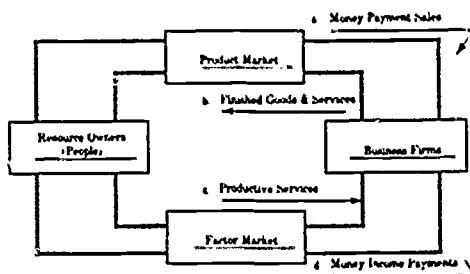 a. Money Payment Sales
Product Market
b. Finished Goods & Services
Resource Owners
(People)
Business Firms
c. Productive Services
Factor Market
d. Money Income Payments